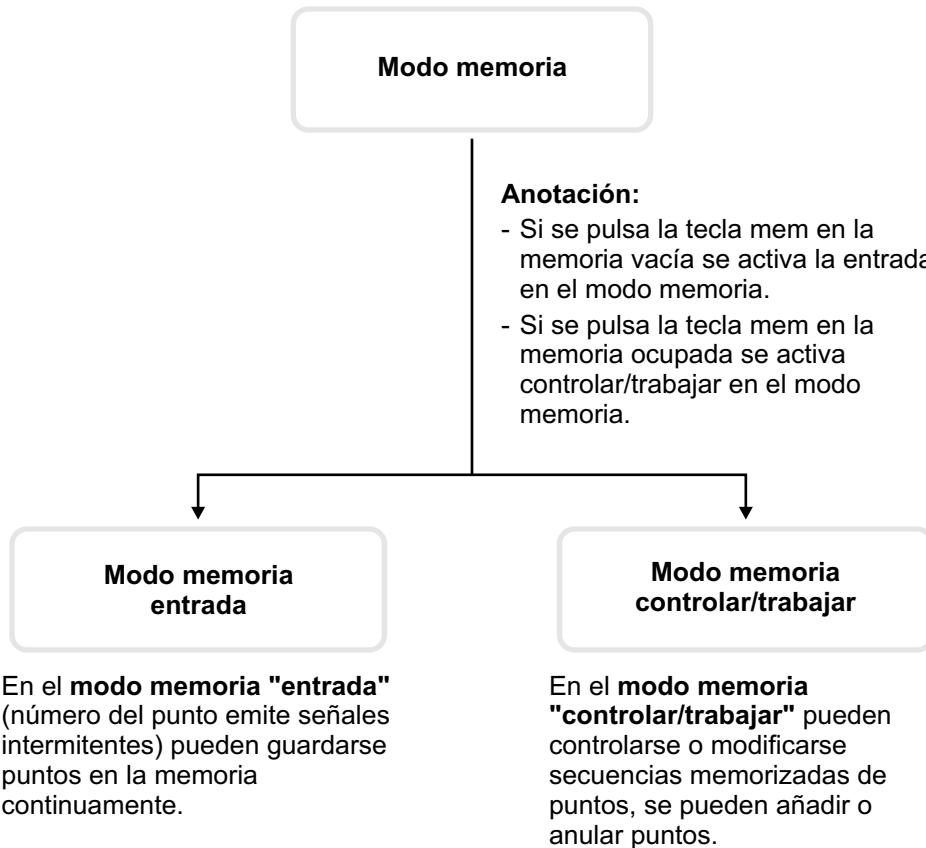 Modo memoria
Anotación:
- Si se pulsa la tecla mem en la
memoria vacía se activa la entrada
en el modo memoria.
- Si se pulsa la tecla mem en la
memoria ocupada se activa
controlar/trabajar en el modo
memoria.
Modo memoria
entrada
Modo memoria
controlar/trabajar
En el modo memoria "entrada"
(número del punto emite señales
intermitentes) pueden guardarse
puntos en la memoria
continuamente.
En el modo memoria
"controlar/trabajar" pueden
controlarse o modificarse
secuencias memorizadas de
puntos, se pueden añadir o
anular puntos.